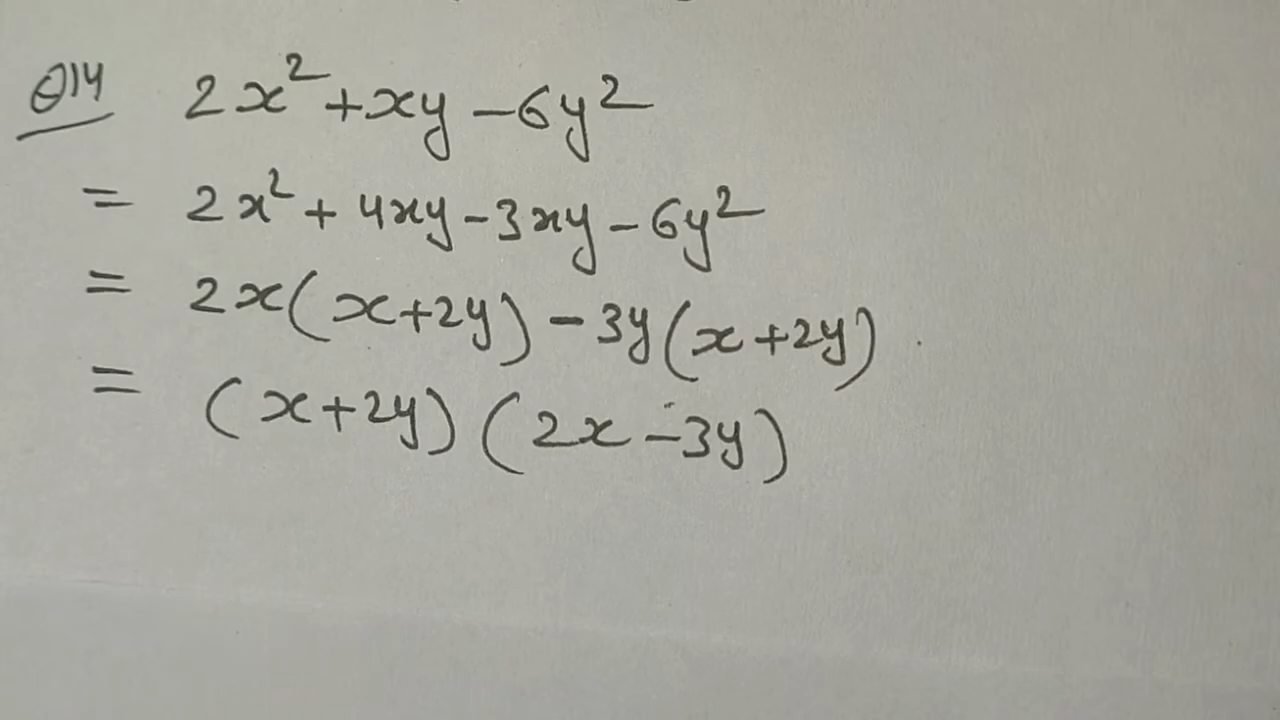 Q14 2x² + xy - 6y²
= 2x² + 4xy - 3xy - 6y²
= 2x(x+2y) - 3y(x+2y)
= (x+2y)(2x-3y)